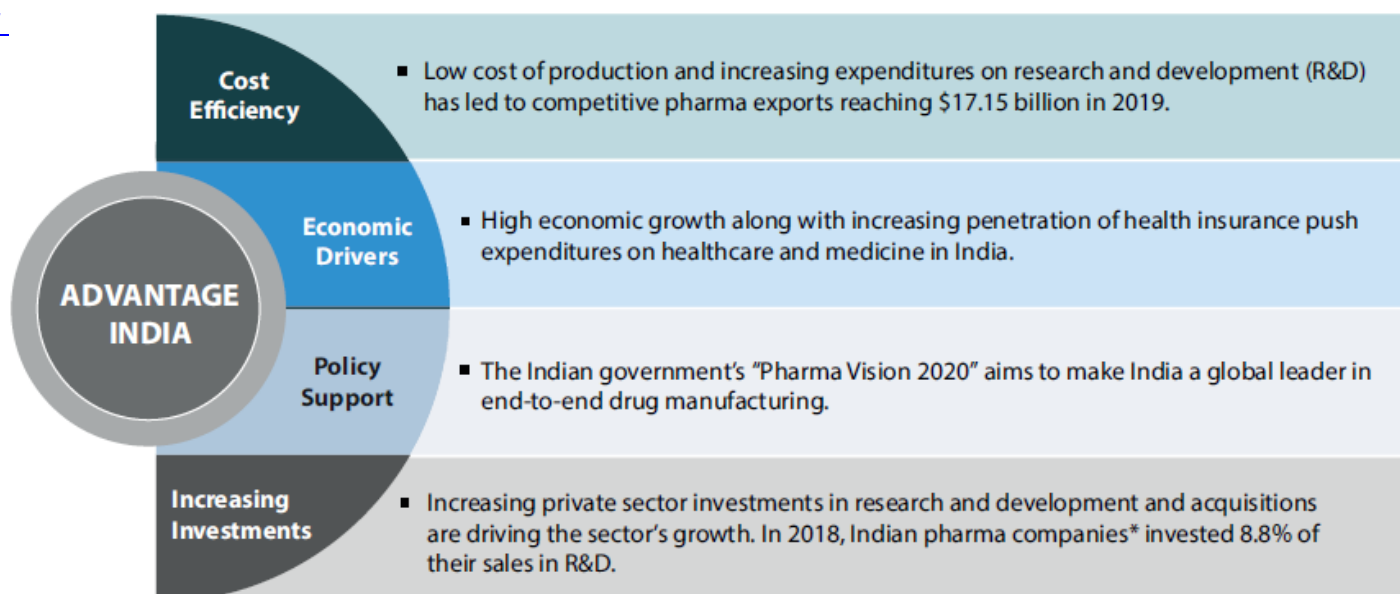 ADVANTAGE
INDIA
Cost
Efficiency
▪ Low cost of production and increasing expenditures on research and development (R&D)
has led to competitive pharma exports reaching $17.15 billion in 2019.
Economic
Drivers
▪ High economic growth along with increasing penetration of health insurance push
expenditures on healthcare and medicine in India.
Policy
Support
▪ The Indian government’s “Pharma Vision 2020” aims to make India a global leader in
end-to-end drug manufacturing.
Increasing
Investments
▪ Increasing private sector investments in research and development and acquisitions
are driving the sector’s growth. In 2018, Indian pharma companies* invested 8.8% of
their sales in R&D.